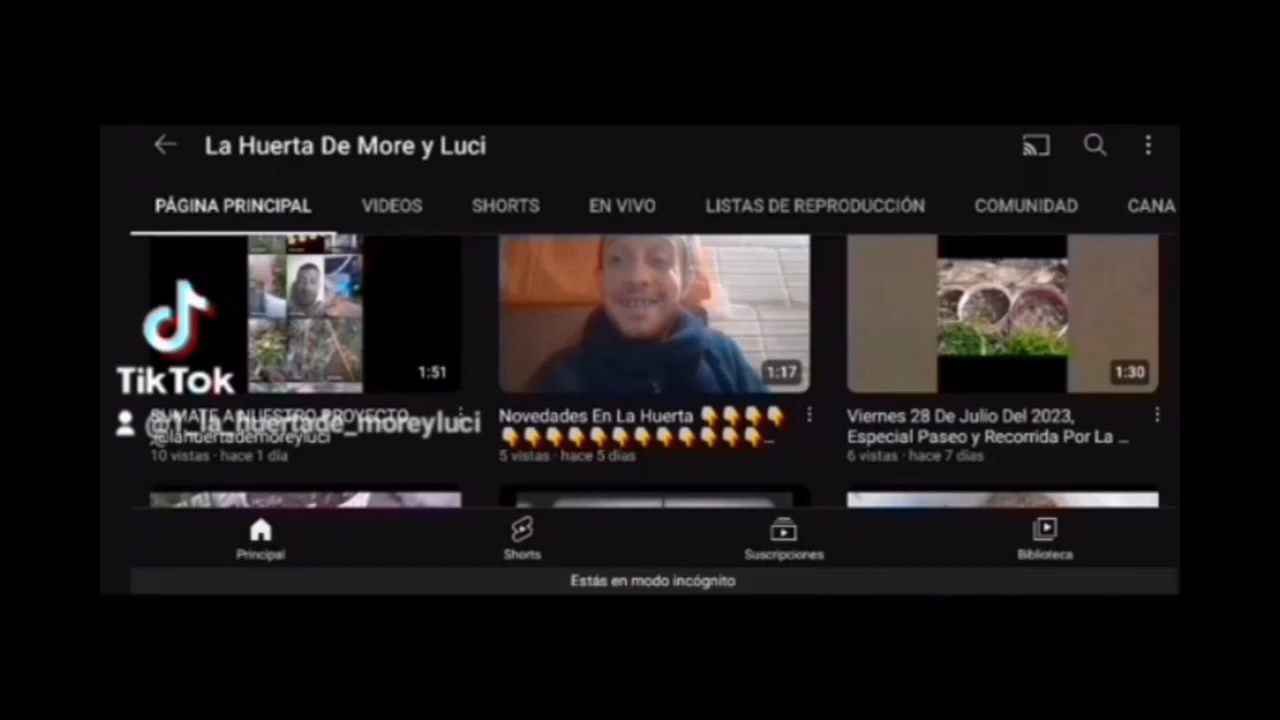 La Huerta De More y Luci
PÁGINA PRINCIPAL VIDEOS SHORTS EN VIVO LISTAS DE REPRODUCCIÓN COMUNIDAD CANA
1:51
1:17
1:30
TikTok
SUMATE A NUESTRO PROYECTO
@lahuertademoreyluci
10 vistas · hace 1 día
Novedades En La Huerta 👇👇👇👇
👇👇👇👇👇👇👇👇👇👇👇👇...
5 vistas · hace 5 días
Viernes 28 De Julio Del 2023,
Especial Paseo y Recorrida Por La ...
6 vistas · hace 7 días
Principal
Shorts
Suscripciones
Biblioteca
Estás en modo incógnito